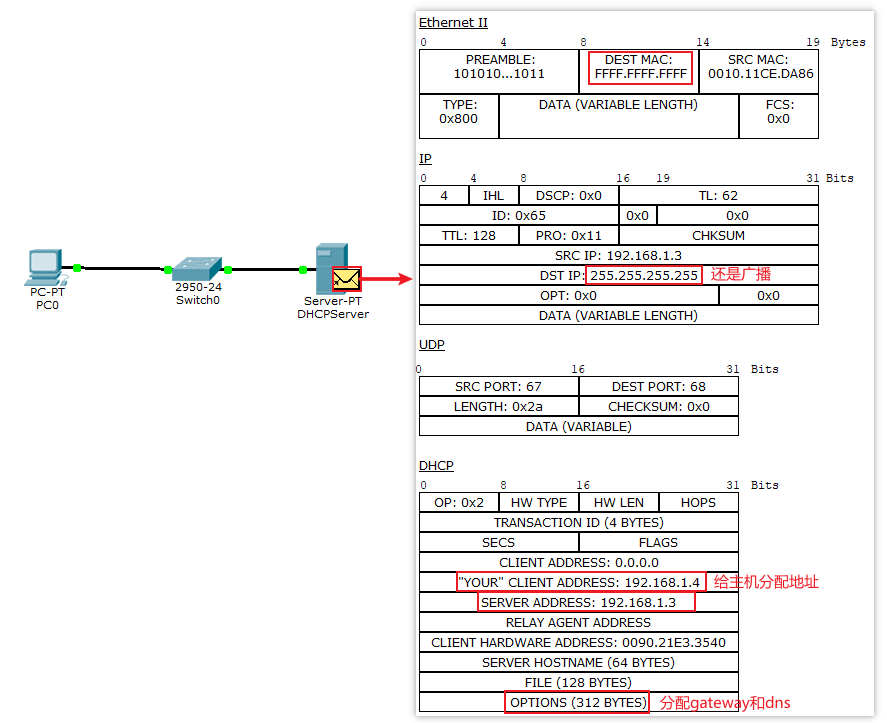 Ethernet II
0 4 8 14 19 Bytes
PREAMBLE: DEST MAC: SRC MAC:
101010...1011 FFFF.FFFF.FFFF 0010.11CE.DA86
TYPE: DATA (VARIABLE LENGTH) FCS:
0x800 0x0
IP
0 4 8 16 19 31 Bits
4 IHL DSCP: 0x0 TL: 62
ID: 0x65 0x0 0x0
TTL: 128 PRO: 0x11 CHKSUM
SRC IP: 192.168.1.3
DST IP: 255.255.255.255 还是广播
OPT: 0x0 0x0
DATA (VARIABLE LENGTH)
PC-PT
PC0
2950-24
Switch0
Server-PT
DHCPServer
UDP
0 16 31 Bits
SRC PORT: 67 DEST PORT: 68
LENGTH: 0x2a CHECKSUM: 0x0
DATA (VARIABLE)
DHCP
0 8 16 31 Bits
OP: 0x2 HW TYPE HW LEN HOPS
TRANSACTION ID (4 BYTES)
SECS FLAGS
CLIENT ADDRESS: 0.0.0.0
"YOUR" CLIENT ADDRESS: 192.168.1.4 给主机分配地址
SERVER ADDRESS: 192.168.1.3
RELAY AGENT ADDRESS
CLIENT HARDWARE ADDRESS: 0090.21E3.3540
SERVER HOSTNAME (64 BYTES)
FILE (128 BYTES)
OPTIONS (312 BYTES) 分配gateway和dns